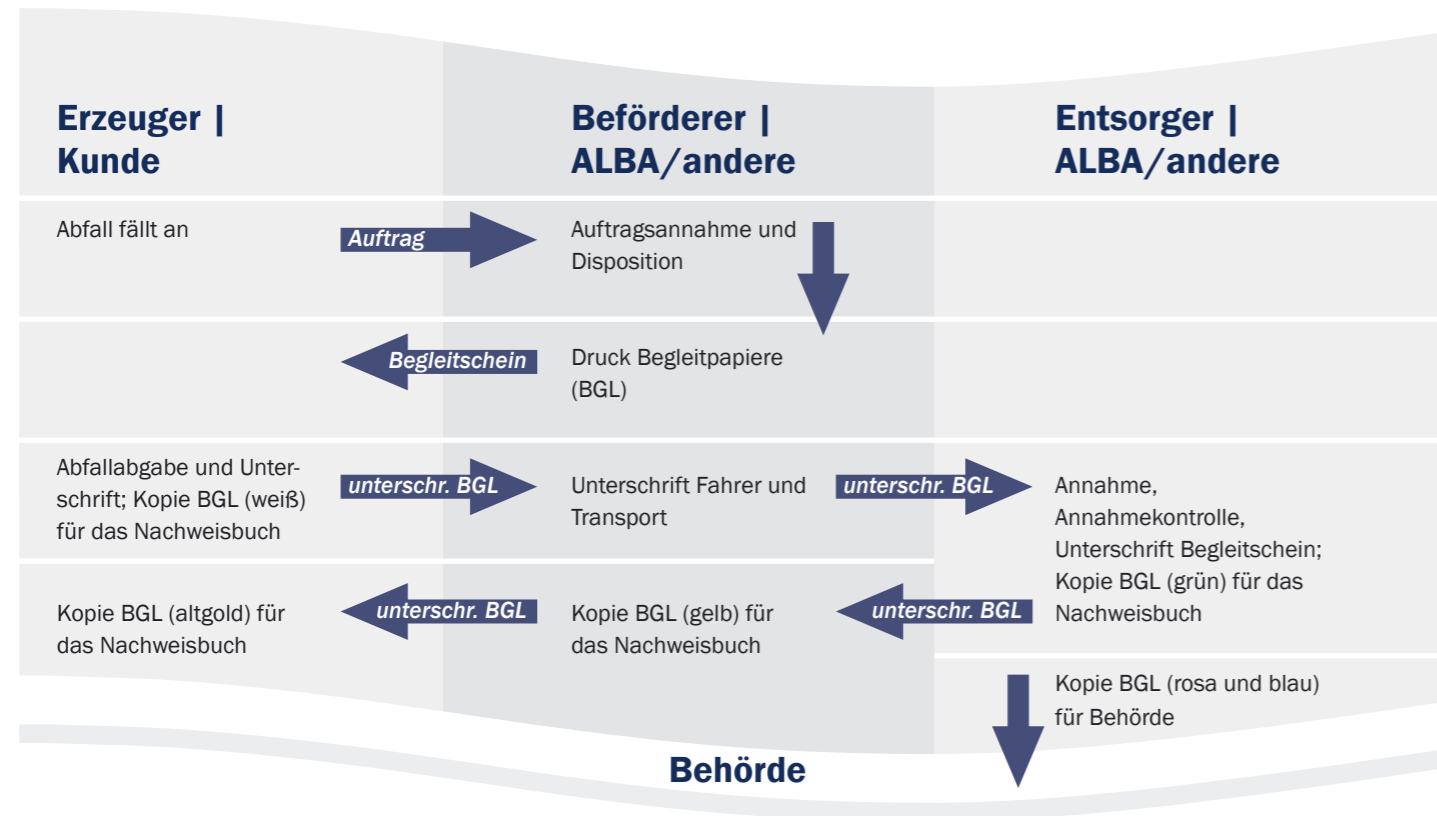 Erzeuger |
Kunde
Beförderer |
ALBA/andere
Entsorger |
ALBA/andere
Abfall fällt an
Auftrag
Auftragsannahme und
Disposition
Begleitschein
Druck Begleitpapiere
(BGL)
Abfallabgabe und Unter-
schrift; Kopie BGL (weiß)
für das Nachweisbuch
unterschr. BGL
Unterschrift Fahrer und
Transport
unterschr. BGL
Annahme,
Annahmekontrolle,
Unterschrift Begleitschein;
Kopie BGL (grün) für das
Nachweisbuch
Kopie BGL (altgold) für
das Nachweisbuch
unterschr. BGL
Kopie BGL (gelb) für
das Nachweisbuch
unterschr. BGL
Kopie BGL (rosa und blau)
für Behörde
Behörde